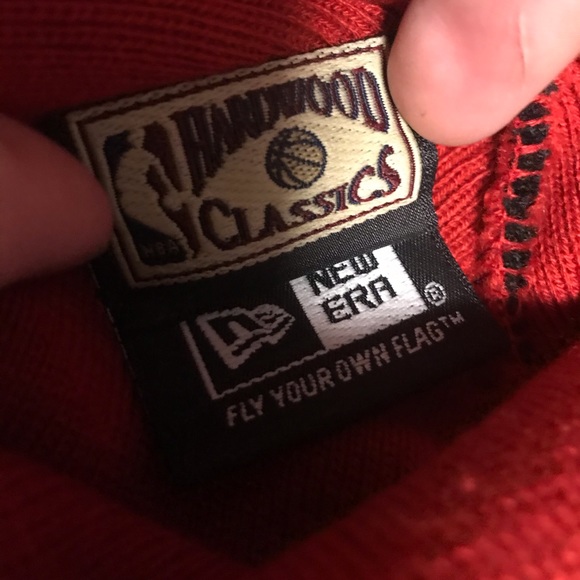 HARDWOOD
CLASSICS
NBA
NEW
ERA®
FLY YOUR OWN FLAG™